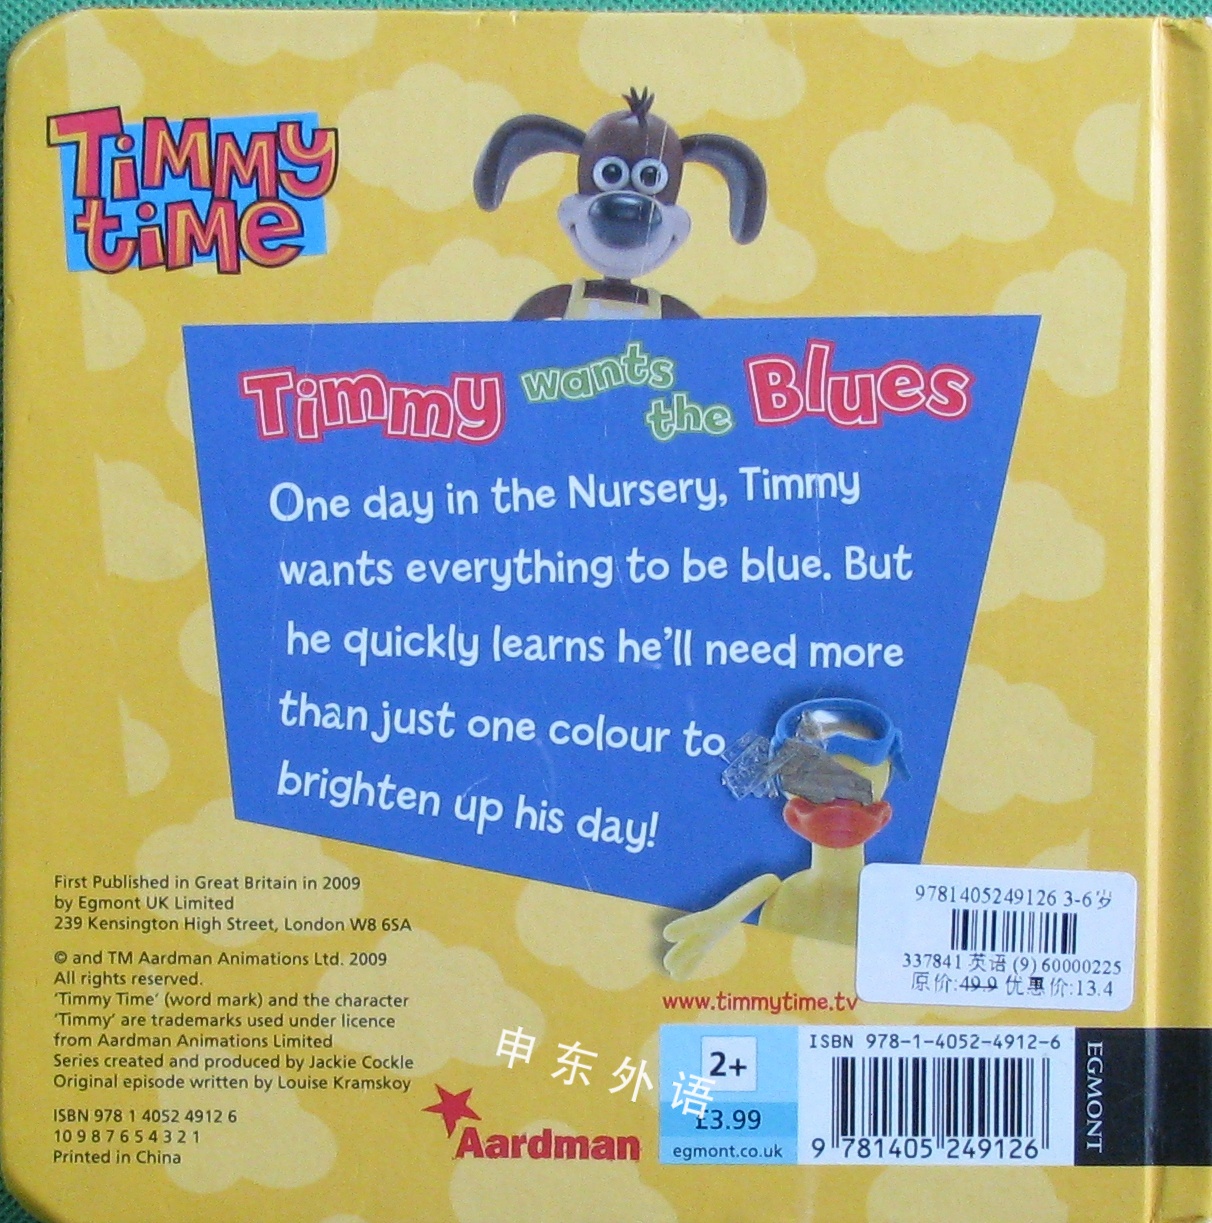 TiMMy
tiME
Timmy wants the Blues
One day in the Nursery, Timmy
wants everything to be blue. But
he quickly learns he'll need more
than just one colour to
brighten up his day!
First Published in Great Britain in 2009
by Egmont UK Limited
239 Kensington High Street, London W8 6SA
© and TM Aardman Animations Ltd. 2009
All rights reserved.
'Timmy Time' (word mark) and the character
'Timmy' are trademarks used under licence
from Aardman Animations Limited
Series created and produced by Jackie Cockle
Original episode written by Louise Kramskoy
ISBN 978 1 4052 4912 6
10 9 8 7 6 5 4 3 2 1
Printed in China
Aardman
申东外语
9781405249126 3-6岁
337841 英语 (9) 60000225
原价:49.9 优惠价:13.4
www.timmytime.tv
2+
£3.99
egmont.co.uk
ISBN 978-1-4052-4912-6
9 781405 249126
EGMONT